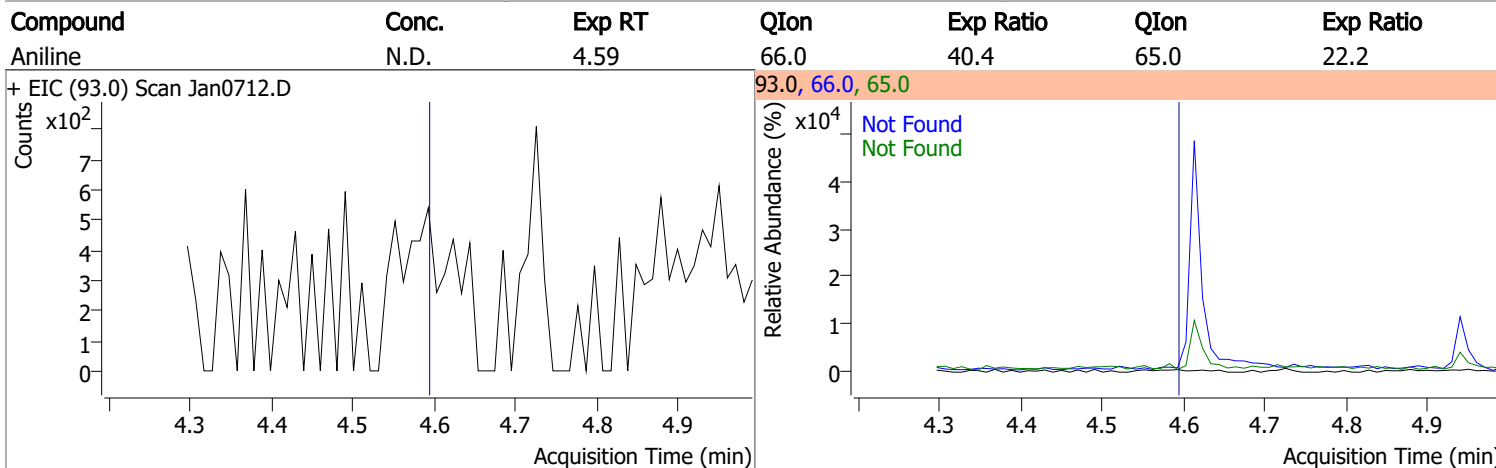 Compound Conc. Exp RT QIon Exp Ratio QIon Exp Ratio
Aniline N.D. 4.59 66.0 40.4 65.0 22.2
+ EIC (93.0) Scan Jan0712.D
Counts
x10²
7
6
5
4
3
2
1
0
4.3 4.4 4.5 4.6 4.7 4.8 4.9
Acquisition Time (min)
93.0, 66.0, 65.0
Relative Abundance (%)
x10⁴
Not Found
Not Found
4
3
2
1
0
4.3 4.4 4.5 4.6 4.7 4.8 4.9
Acquisition Time (min)